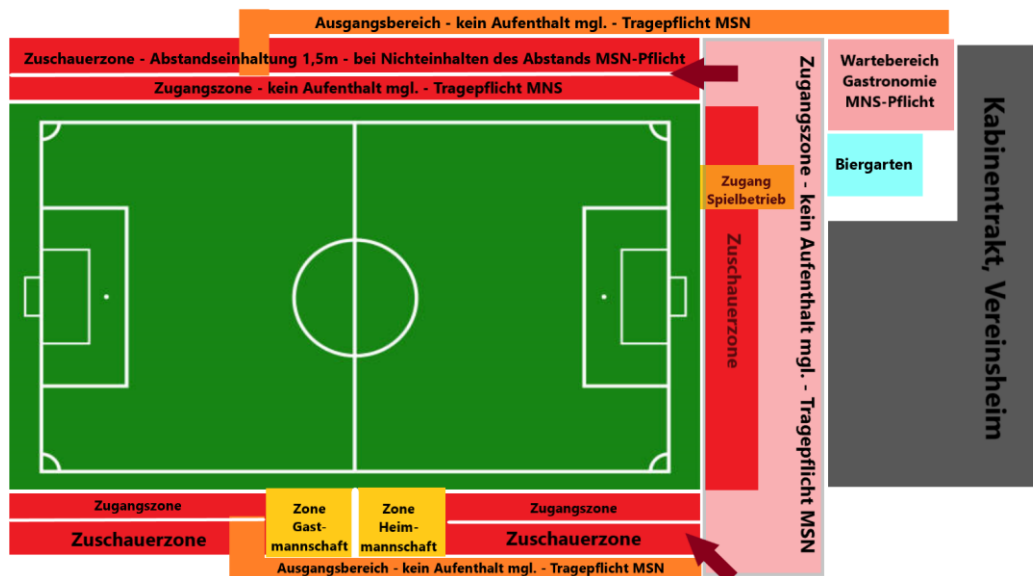 Ausgangsbereich - kein Aufenthalt mgl. - Tragepflicht MSN
Zuschauerzone - Abstandseinhaltung 1,5m - bei Nichteinhalten des Abstands MSN-Pflicht
Zugangszone - kein Aufenthalt mgl. - Tragepflicht MNS
Wartebereich
Gastronomie
MNS-Pflicht
Biergarten
Kabinentrakt, Vereinsheim
Zugangszone - kein Aufenthalt mgl. - Tragepflicht MSN
Zugang
Spielbetrieb
Zuschauerzone
Zugangszone
Zuschauerzone
Zone
Gast-
mannschaft
Zone
Heim-
mannschaft
Zugangszone
Zuschauerzone
Ausgangsbereich - kein Aufenthalt mgl. - Tragepflicht MSN